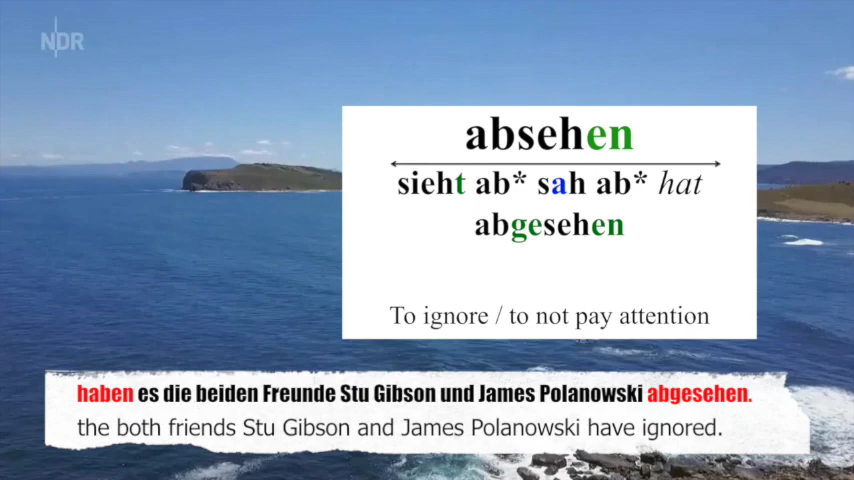 NDR
absehen
sieht ab* sah ab* hat
abgesehen
To ignore / to not pay attention
haben es die beiden Freunde Stu Gibson und James Polanowski abgesehen.
the both friends Stu Gibson and James Polanowski have ignored.